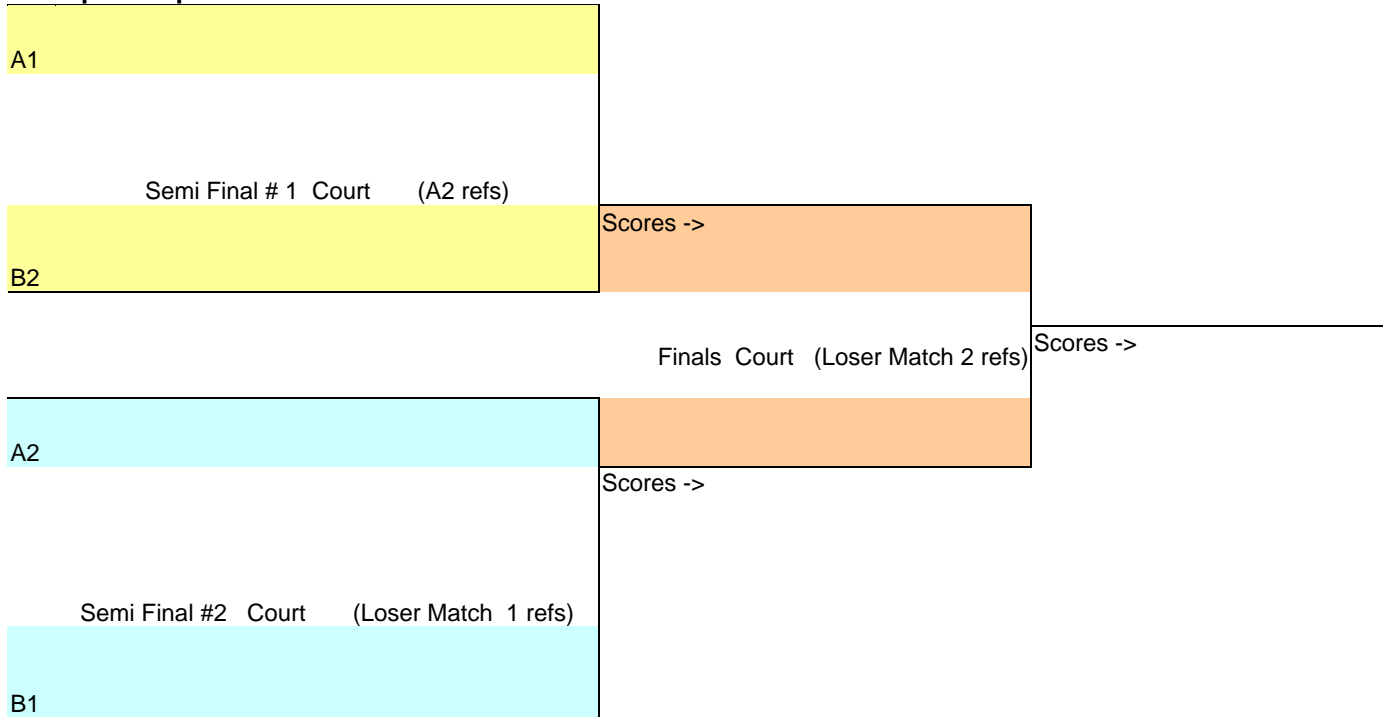 A1
Semi Final # 1 Court (A2 refs)
Scores ->
B2
Finals Court (Loser Match 2 refs)
Scores ->
A2
Scores ->
Semi Final #2 Court (Loser Match 1 refs)
B1